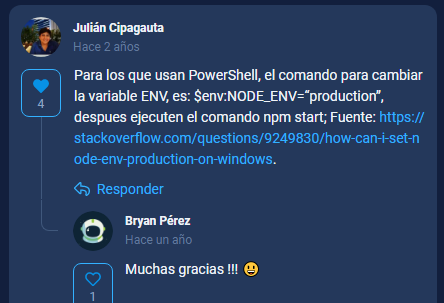 Julián Cipagauta
Hace 2 años
4
Para los que usan PowerShell, el comando para cambiar
la variable ENV, es: $env:NODE_ENV=“production”,
despues ejecuten el comando npm start; Fuente: https://
stackoverflow.com/questions/9249830/how-can-i-set-n
ode-env-production-on-windows.
Responder
Bryan Pérez
Hace un año
Muchas gracias !!! 😀
1